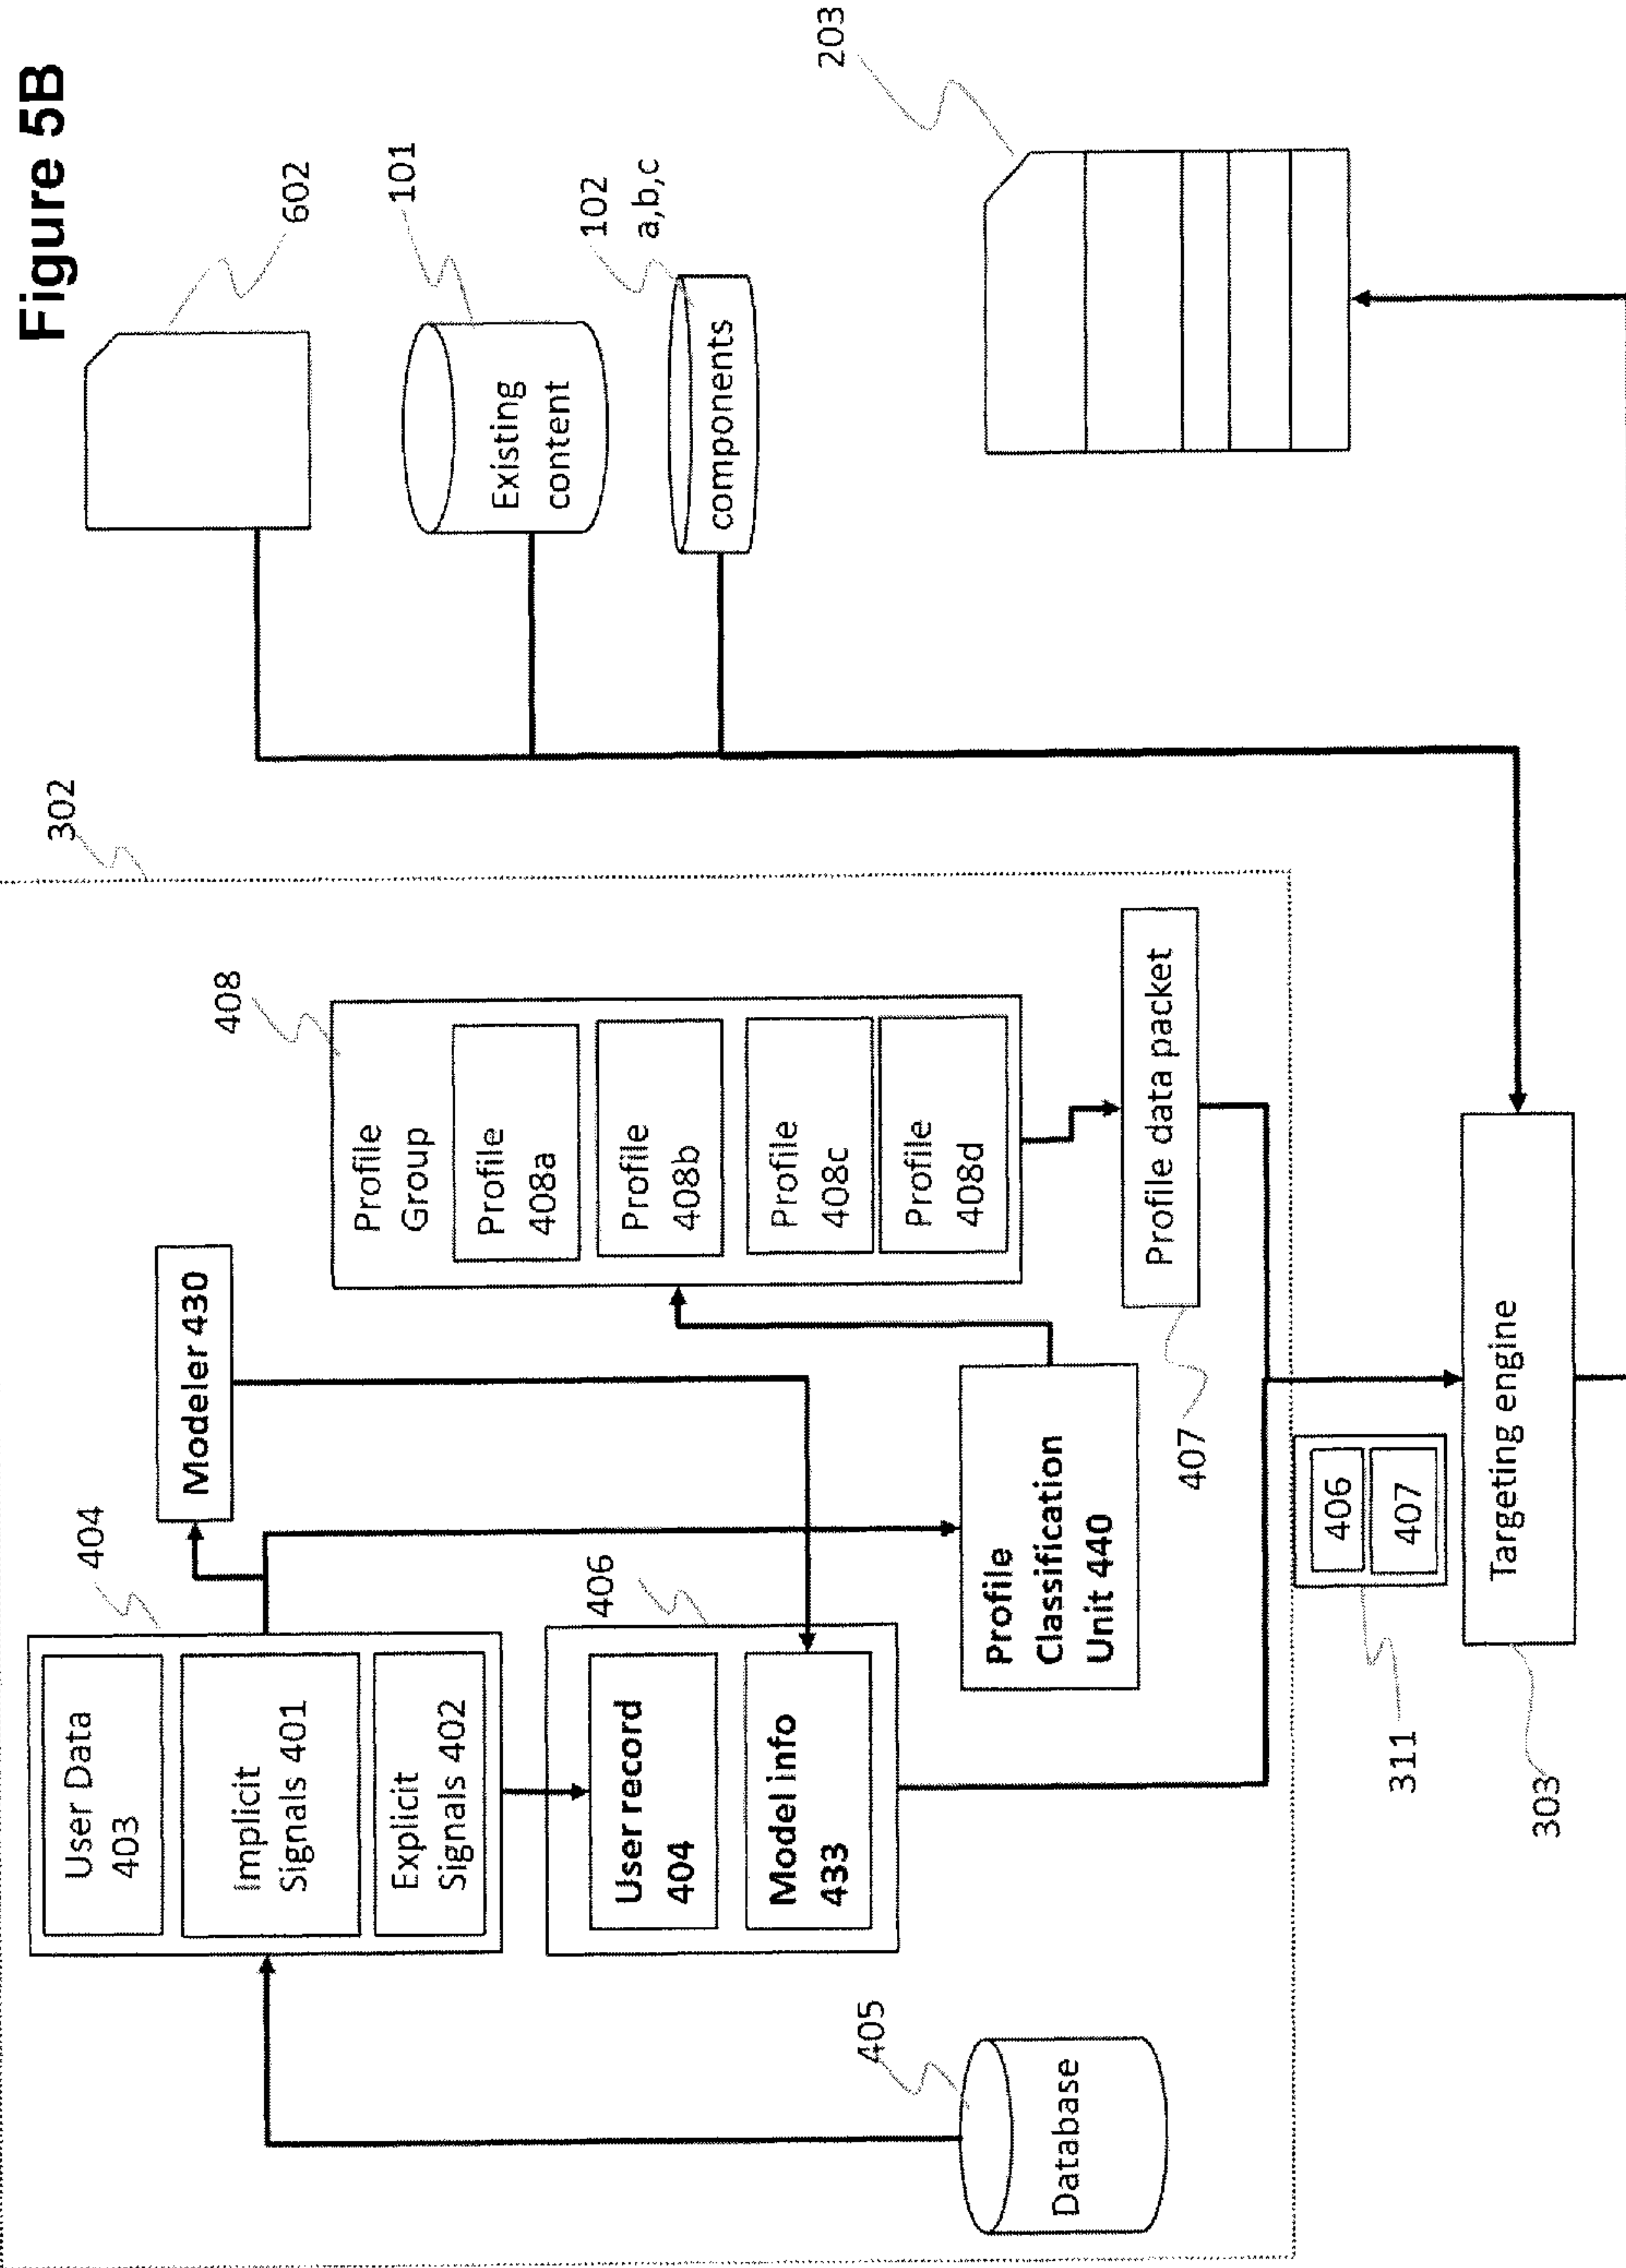 Figure 5B
302
602
404
User Data
403
Implicit
Signals 401
Explicit
Signals 402
Modeler 430
408
Profile
Group
Profile
408a
Profile
408b
Profile
408c
Profile
408d
101
Existing
content
102
a,b,c
components
406
User record
404
Model info
433
405
Database
Profile
Classification
Unit 440
407
Profile data packet
203
311
406
407
303
Targeting engine